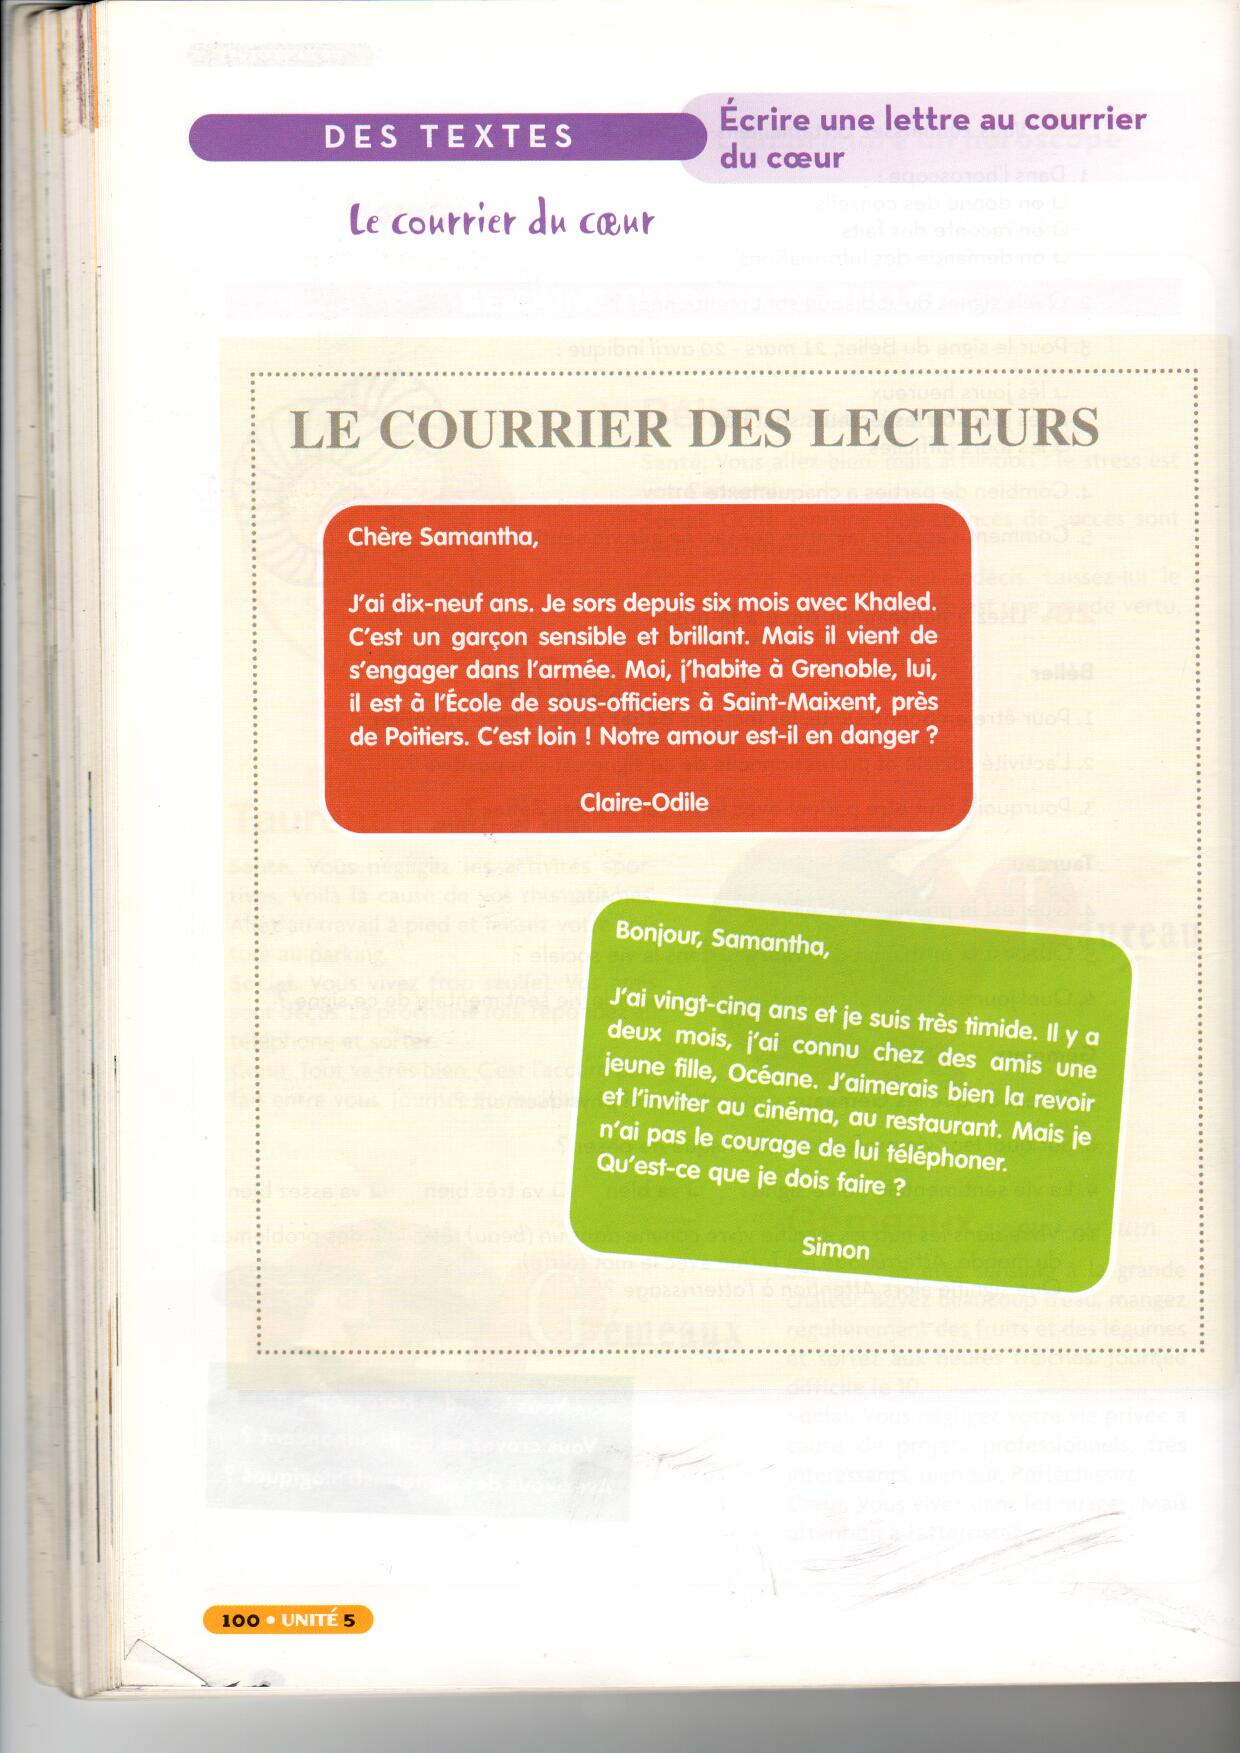 DES TEXTES
Écrire une lettre au courrier
du cœur
Le courrier du cœur
LE COURRIER DES LECTEURS
Chère Samantha,
J'ai dix-neuf ans. Je sors depuis six mois avec Khaled.
C'est un garçon sensible et brillant. Mais il vient de
s'engager dans l'armée. Moi, j'habite à Grenoble, lui,
il est à l'École de sous-officiers à Saint-Maixent, près
de Poitiers. C'est loin ! Notre amour est-il en danger ?
Claire-Odile
Bonjour, Samantha,
J'ai vingt-cinq ans et je suis très timide. Il y a
deux mois, j'ai connu chez des amis une
jeune fille, Océane. J'aimerais bien la revoir
et l'inviter au cinéma, au restaurant. Mais je
n'ai pas le courage de lui téléphoner.
Qu'est-ce que je dois faire ?
Simon
100 • UNITÉ 5